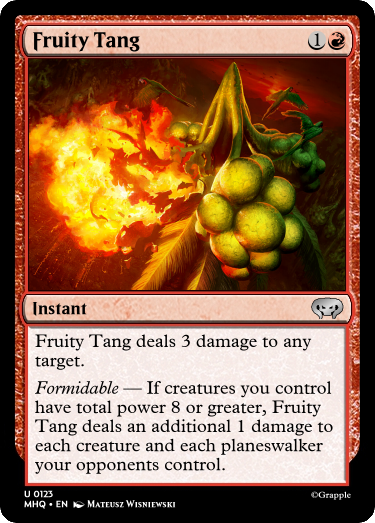 Fruity Tang 1
Instant
Fruity Tang deals 3 damage to any
target.
Formidable — If creatures you control
have total power 8 or greater, Fruity
Tang deals an additional 1 damage to
each creature and each planeswalker
your opponents control.
U 0123
MHQ • EN Mateusz Wisniewski
©Grapple